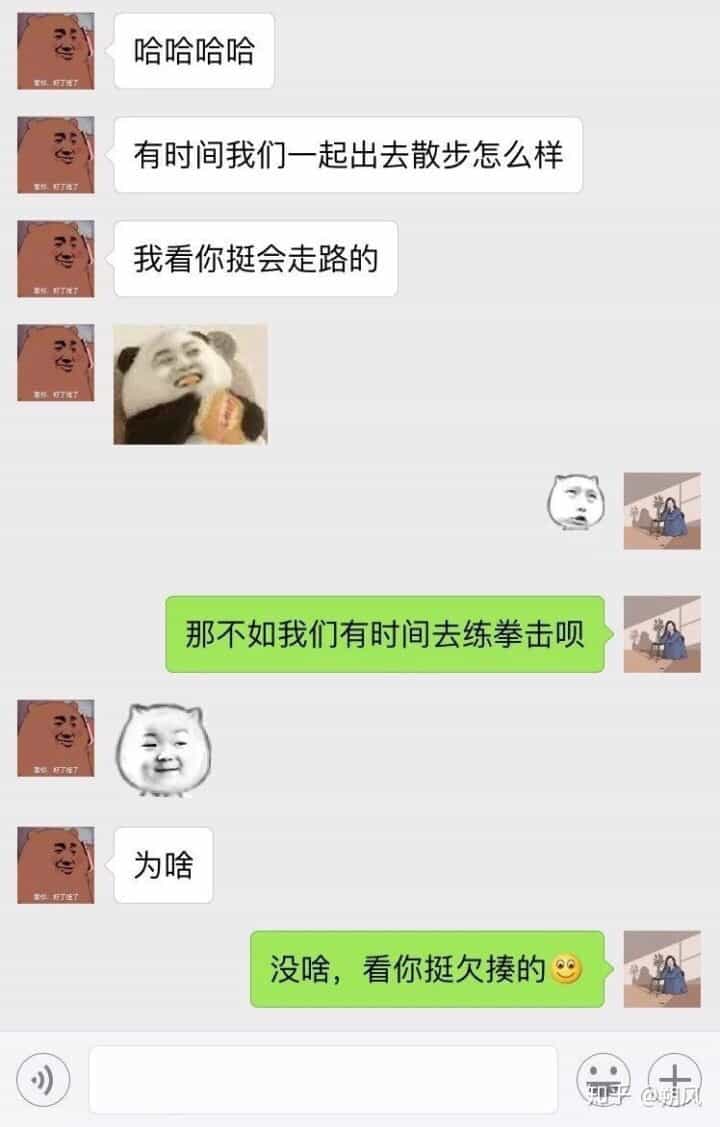 哈哈哈哈
有时间我们一起出去散步怎么样
我看你挺会走路的
那不如我们有时间去练拳击呗
为啥
没啥，看你挺欠揍的
知乎 @朔风